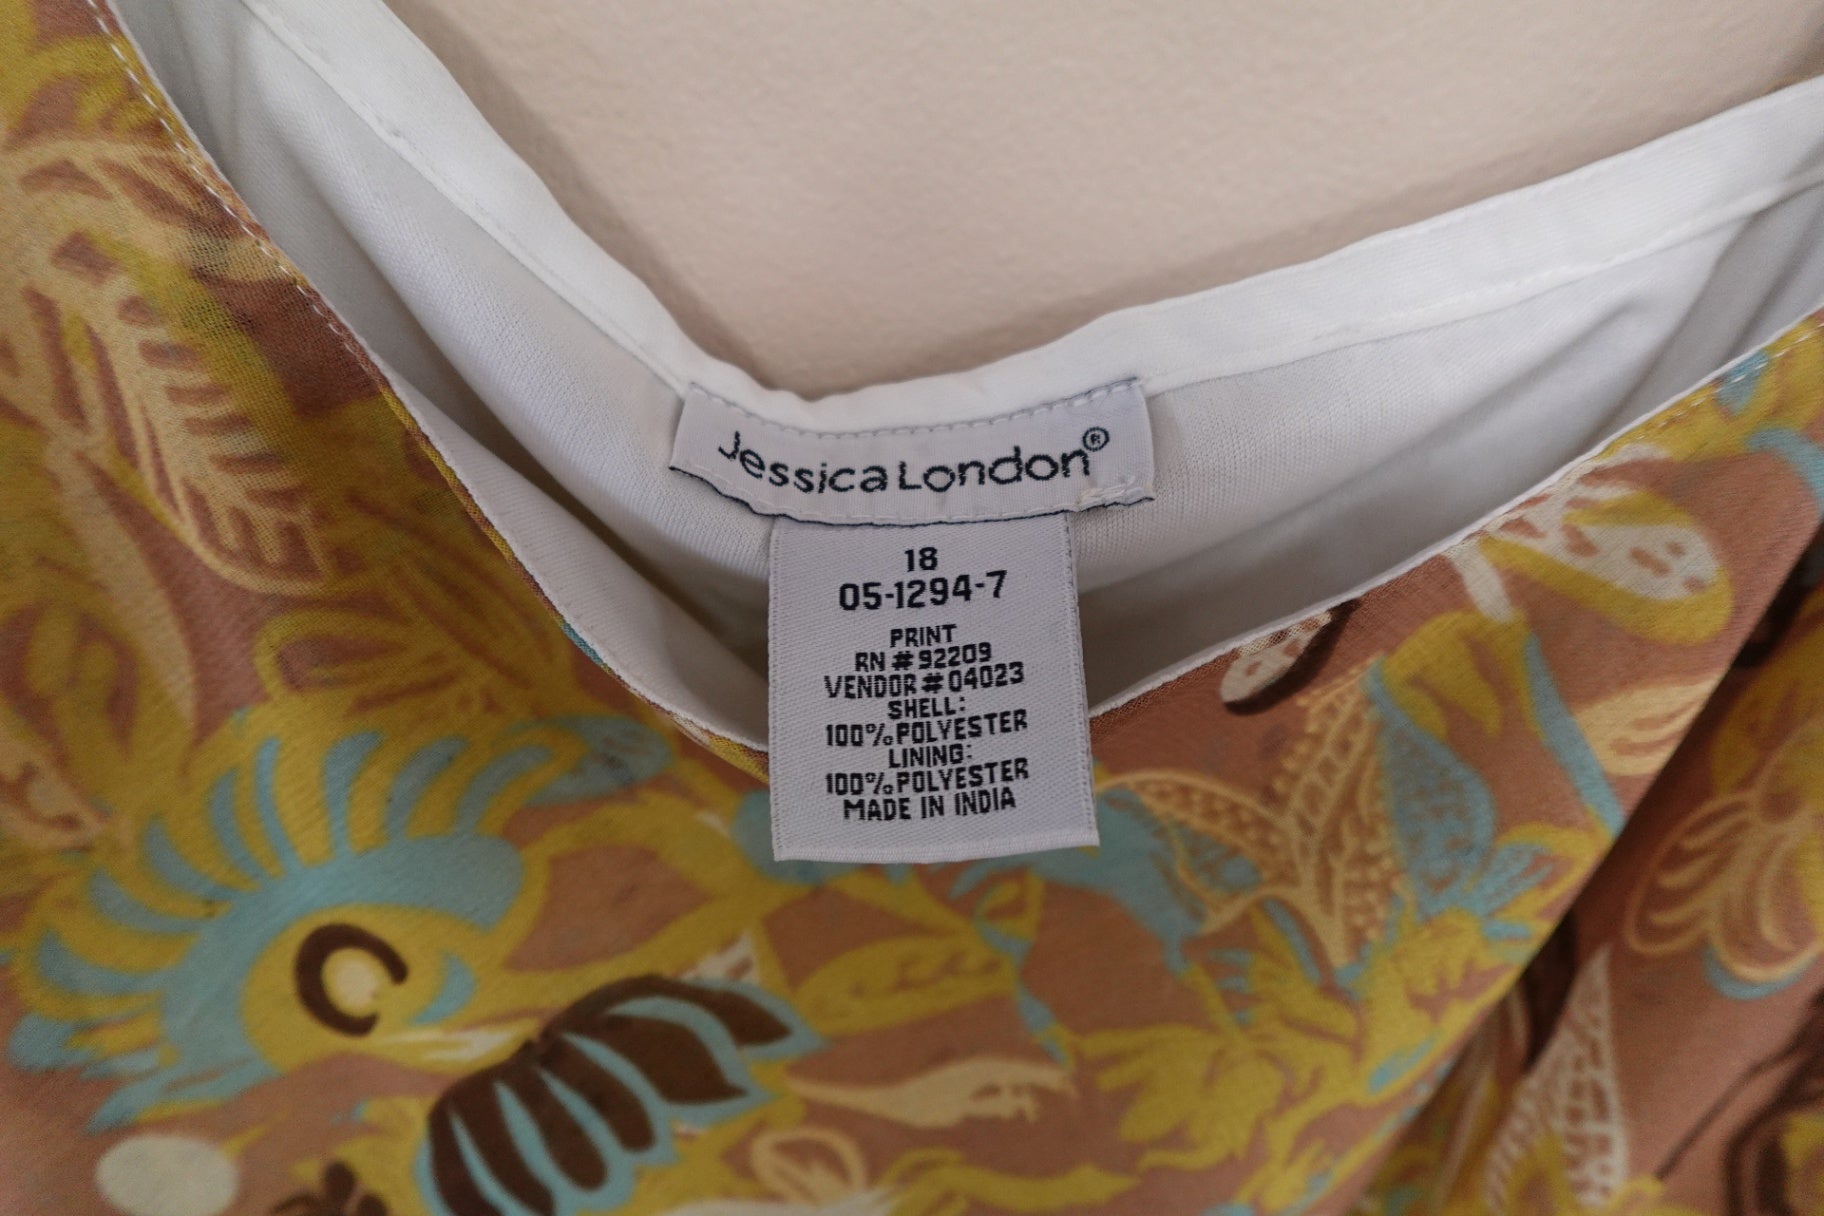 Jessica London®
18
05-1294-7
PRINT
RN#92209
VENDOR#04023
SHELL:
100% POLYESTER
LINING:
100% POLYESTER
MADE IN INDIA